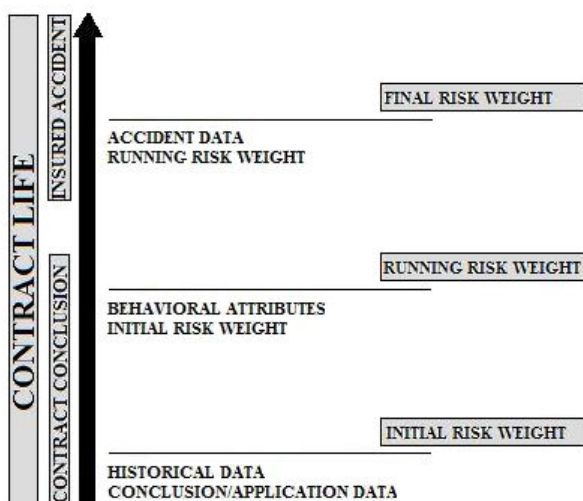 CONTRACT LIFE
INSURED ACCIDENT
CONTRACT CONCLUSION
FINAL RISK WEIGHT
ACCIDENT DATA
RUNNING RISK WEIGHT
RUNNING RISK WEIGHT
BEHAVIORAL ATTRIBUTES
INITIAL RISK WEIGHT
INITIAL RISK WEIGHT
HISTORICAL DATA
CONCLUSION/APPLICATION DATA